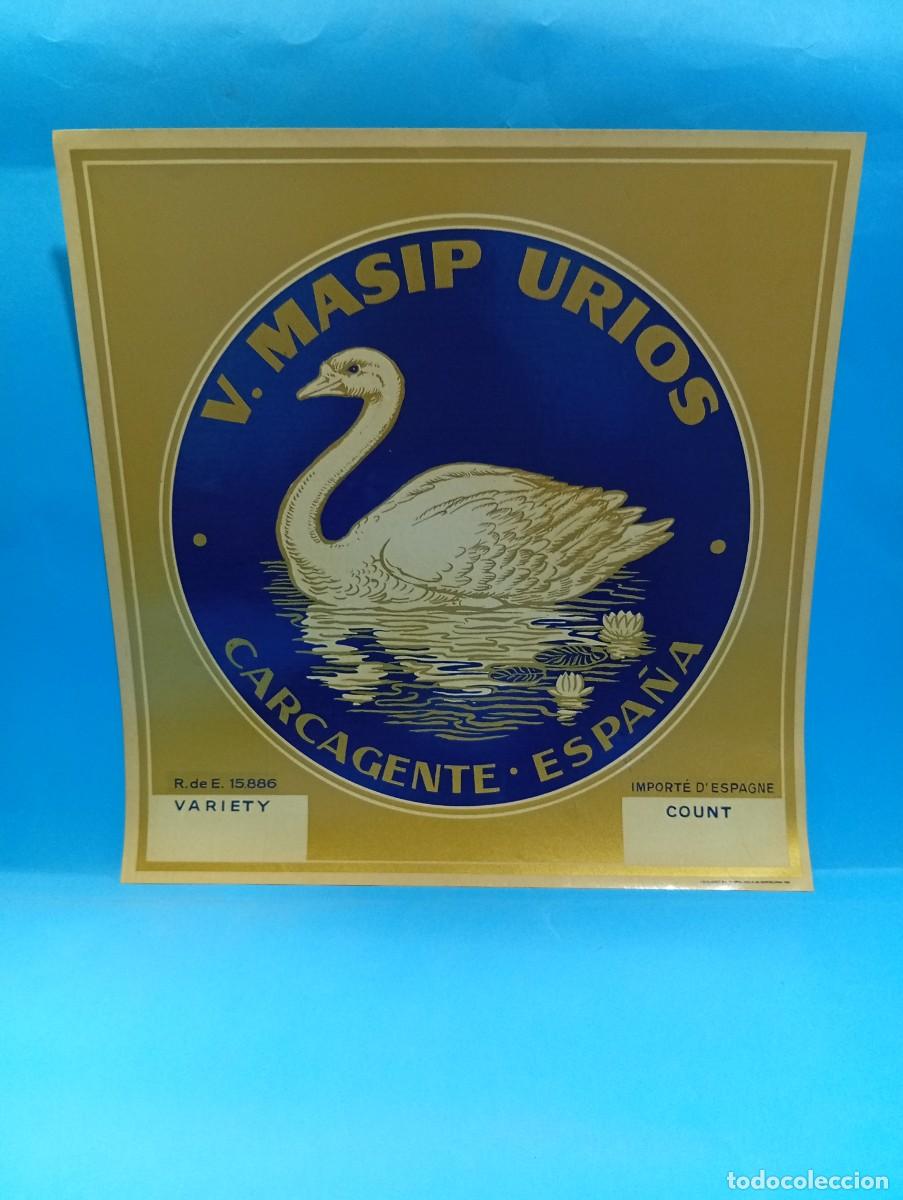 V. MASIP URIOS
CARCAGENTE · ESPAÑA
R. de E. 15.886
VARIETY
IMPORTÉ D'ESPAGNE
COUNT
todocoleccion